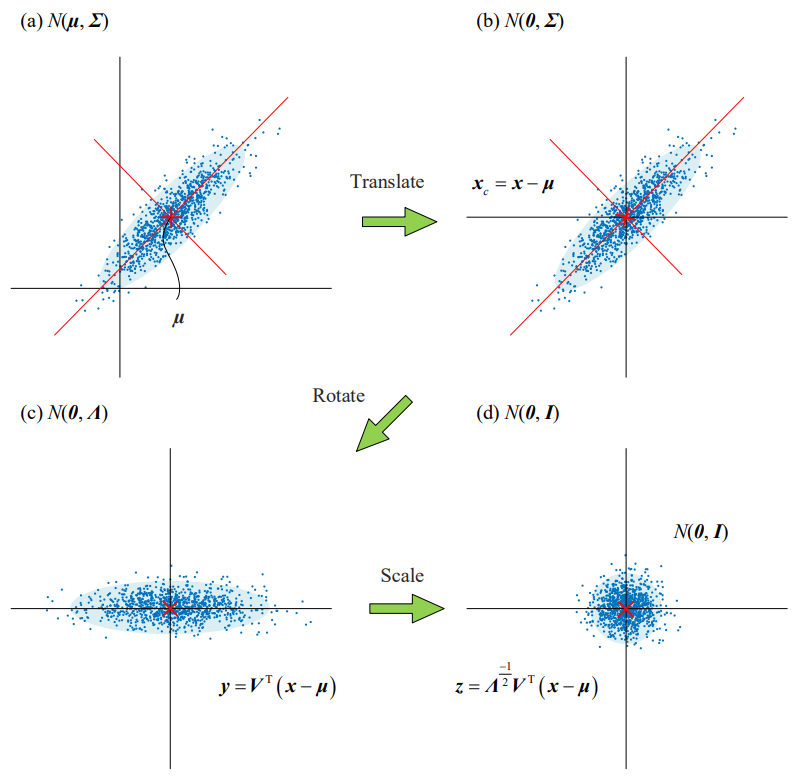 (a) N(μ, Σ)
(b) N(0, Σ)
Translate
x_c = x − μ
μ
Rotate
(c) N(0, Λ)
(d) N(0, I)
N(0, I)
Scale
y = V^T (x − μ)
z = Λ^(-1/2) V^T (x − μ)